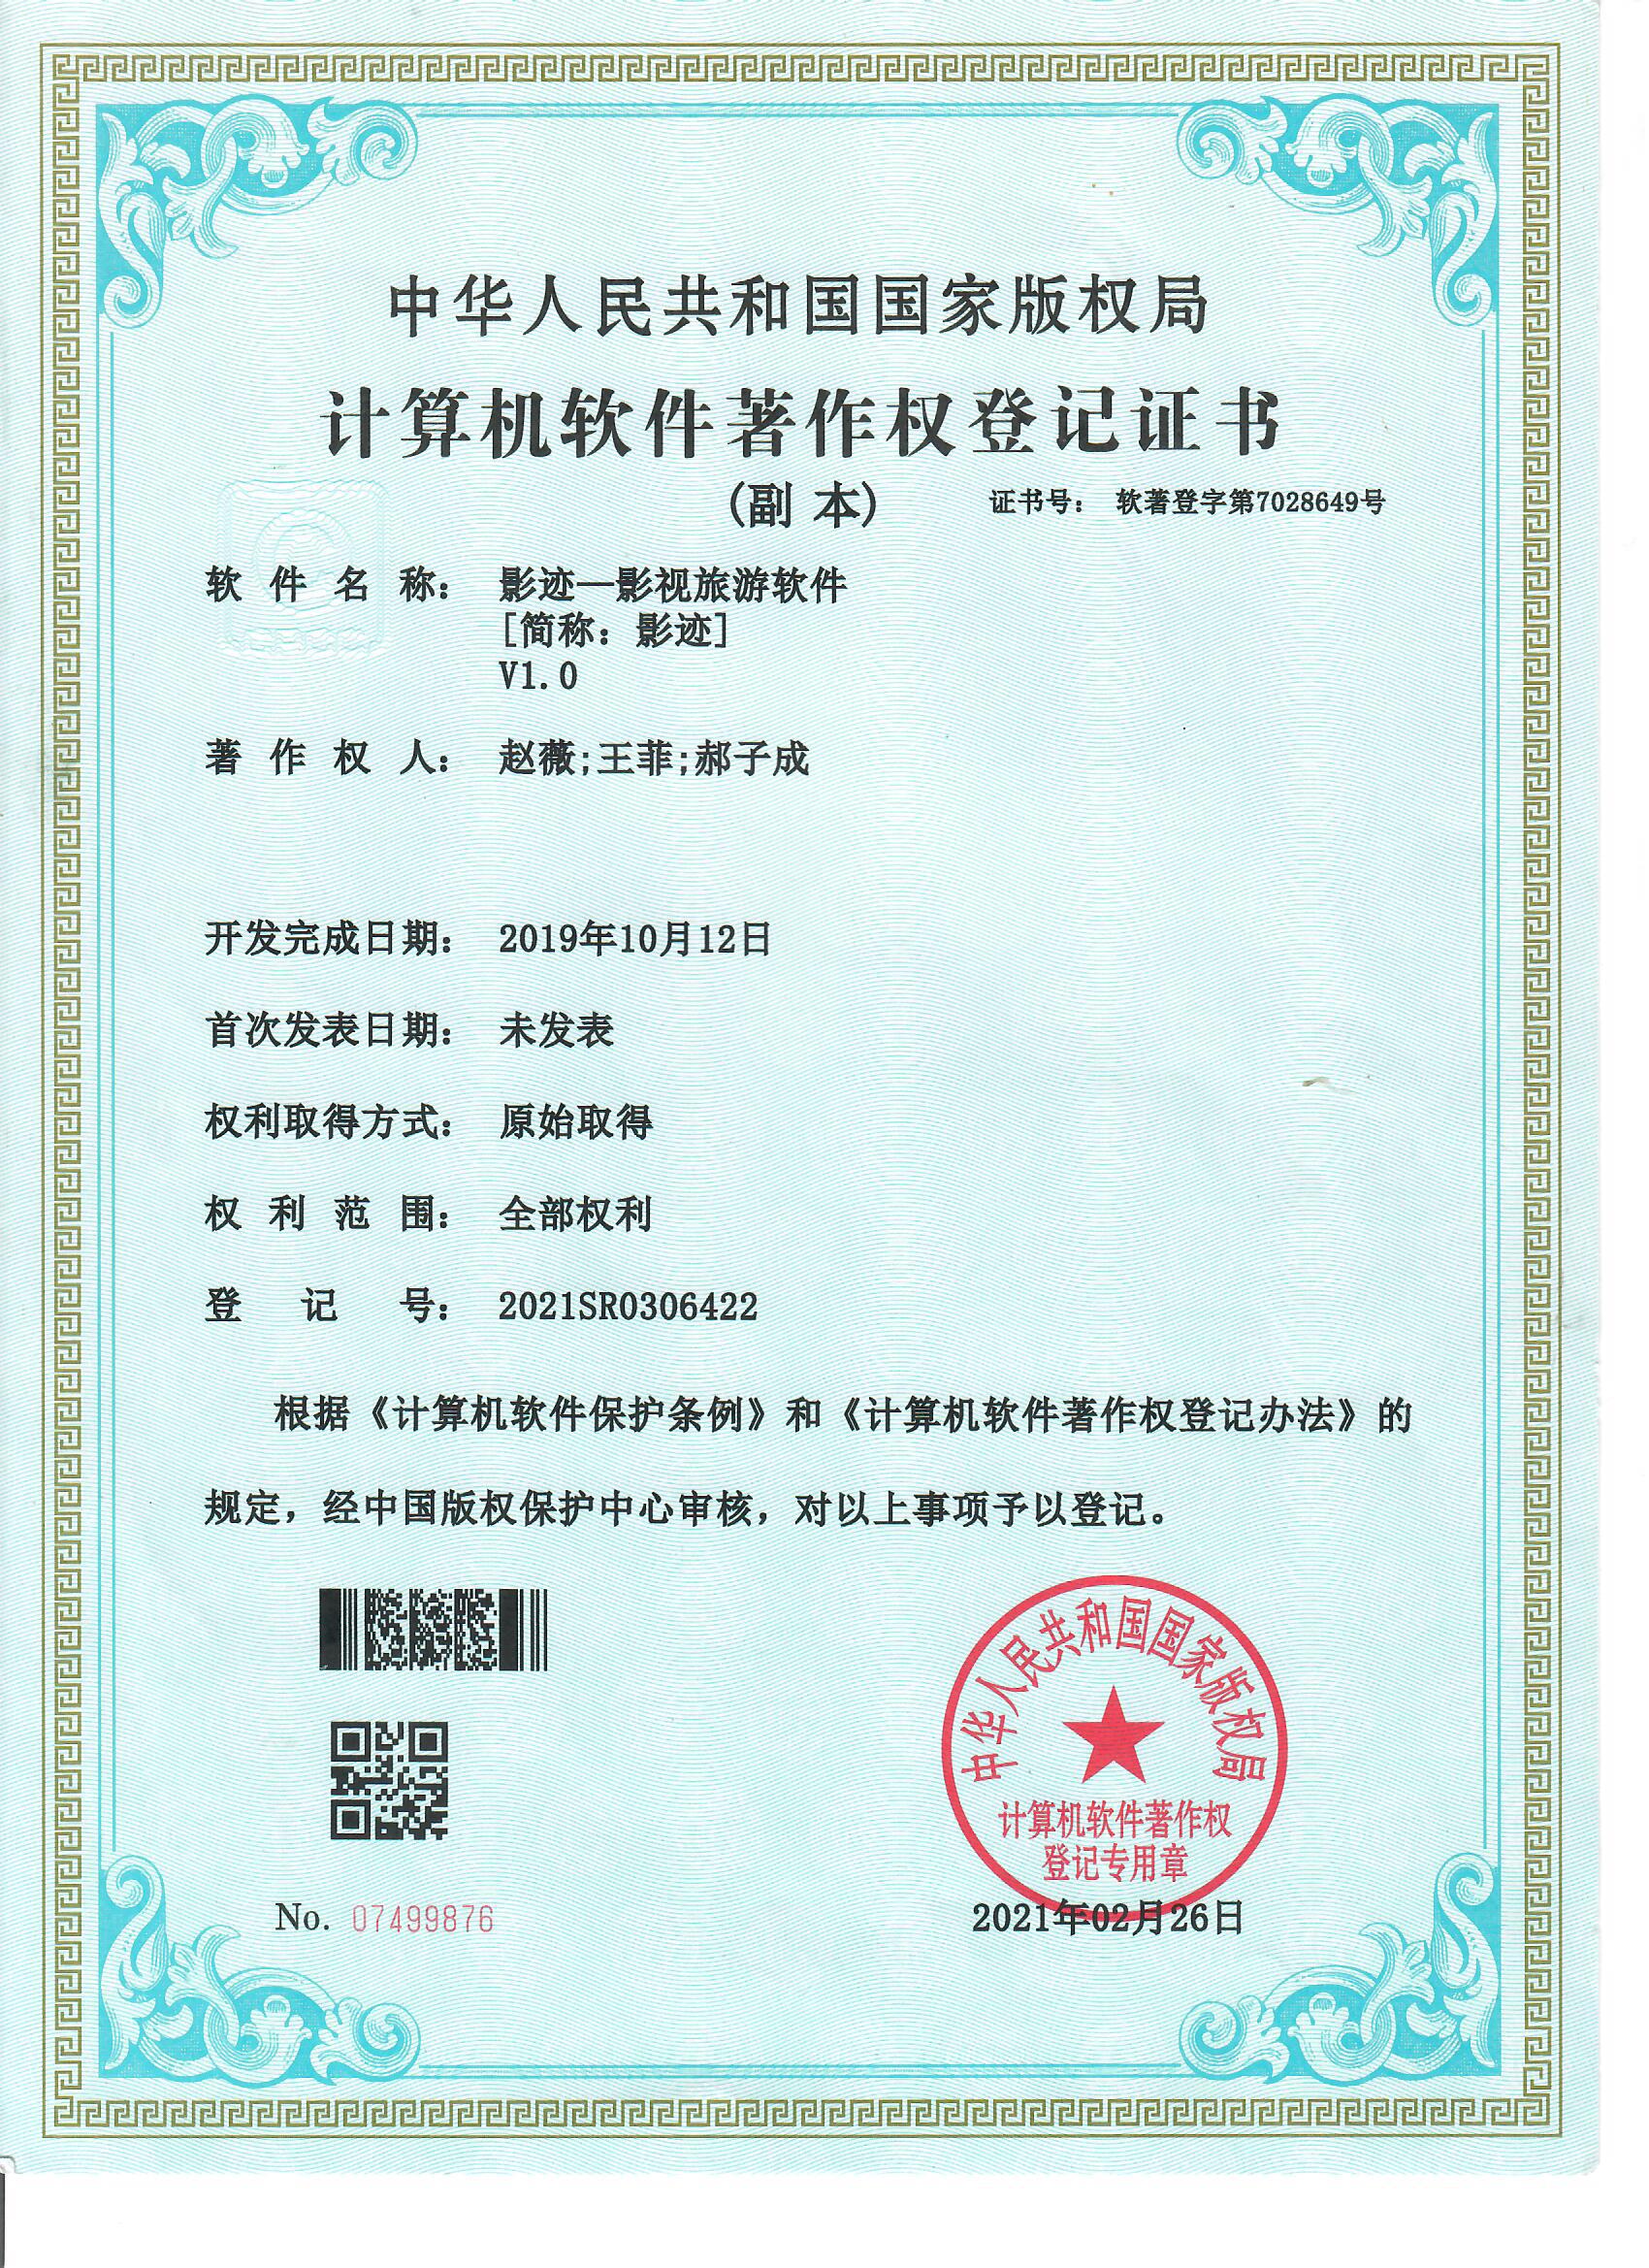 中华人民共和国国家版权局
计算机软件著作权登记证书
(副 本)
证书号： 软著登字第7028649号
软件名称： 影迹—影视旅游软件
[简称：影迹]
V1.0
著作权人： 赵薇;王菲;郝子成
开发完成日期： 2019年10月12日
首次发表日期： 未发表
权利取得方式： 原始取得
权利范围： 全部权利
登记号： 2021SR0306422
根据《计算机软件保护条例》和《计算机软件著作权登记办法》的
规定，经中国版权保护中心审核，对以上事项予以登记。
中华人民共和国国家版权局
计算机软件著作权
登记专用章
No. 07499876
2021年02月26日